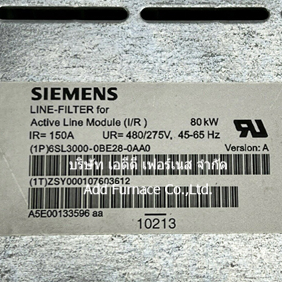 SIEMENS
LINE-FILTER for
Active Line Module (I/R) 80 kW
IR= 150A UR= 480/275V, 45-65 Hz
(1P)6SL3000-0BE28-0AA0
Version: A
บริษัท เอดีดี เฟอร์เนส จำกัด
(1T)ZSY000107603612
Add Furnace Co.,Ltd
A5E00133596 aa
10213